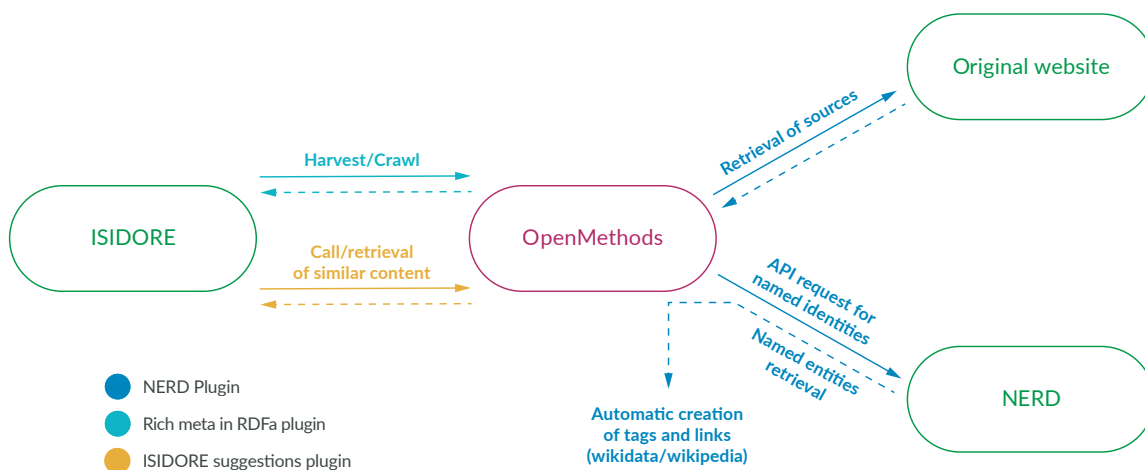 Original website
Retrieval of sources
Harvest/Crawl
ISIDORE
OpenMethods
Call/retrieval
of similar content
API request for
named identities
Named entities
retrieval
NERD
NERD Plugin
Rich meta in RDFa plugin
ISIDORE suggestions plugin
Automatic creation
of tags and links
(wikidata/wikipedia)